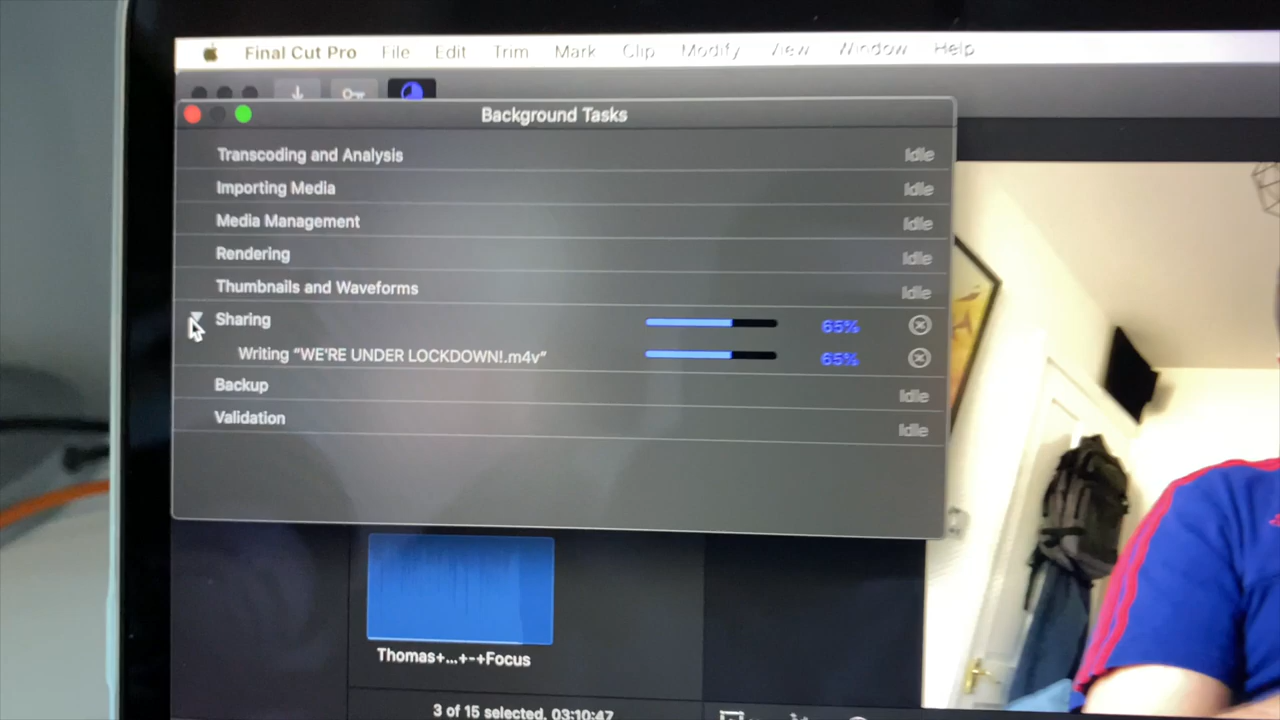 Final Cut Pro File Edit Trim Mark Clip Modify View Window Help
Background Tasks
Transcoding and Analysis Idle
Importing Media Idle
Media Management Idle
Rendering Idle
Thumbnails and Waveforms Idle
Sharing 65%
Writing “WE'RE UNDER LOCKDOWN!.m4v” 65%
Backup Idle
Validation Idle
Thomas+...+-+Focus
3 of 15 selected, 03:10:47